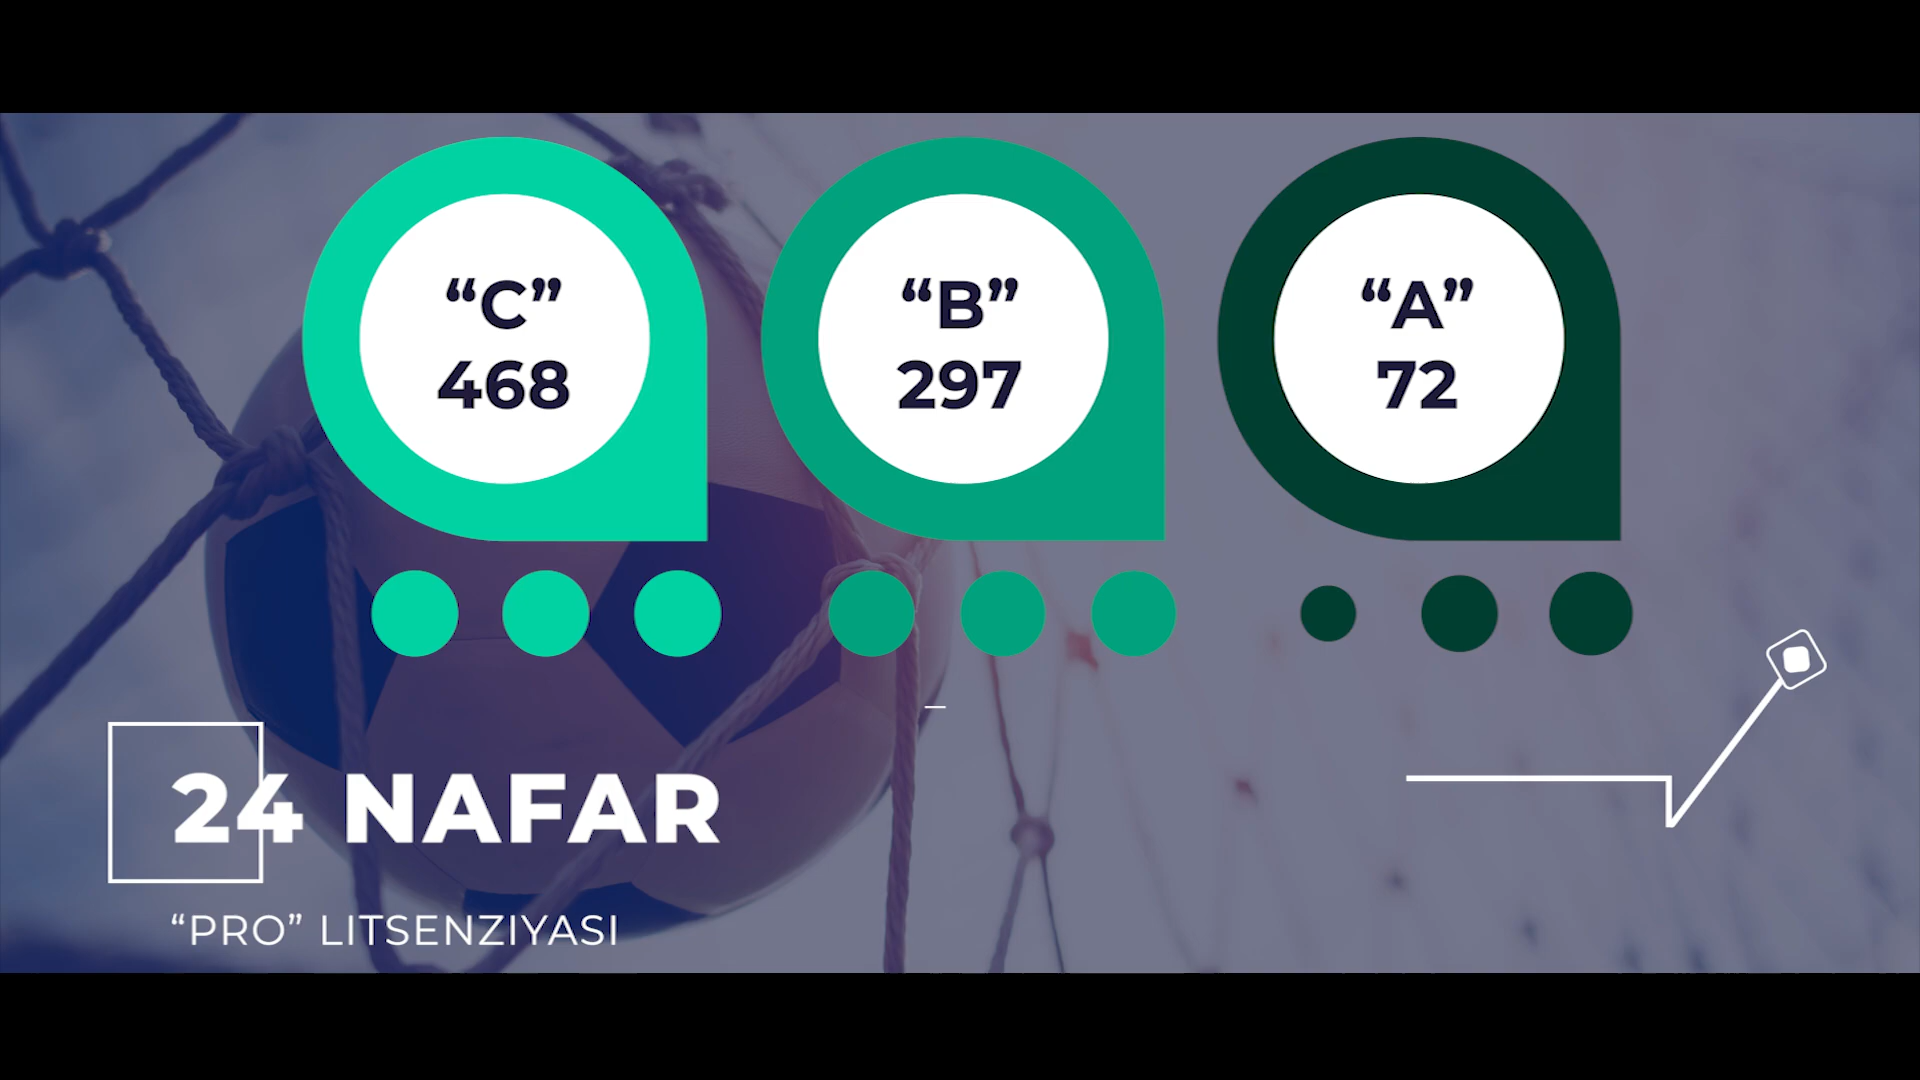 “C”
468
“B”
297
“A”
72
24 NAFAR
“PRO” LITSENZIYASI